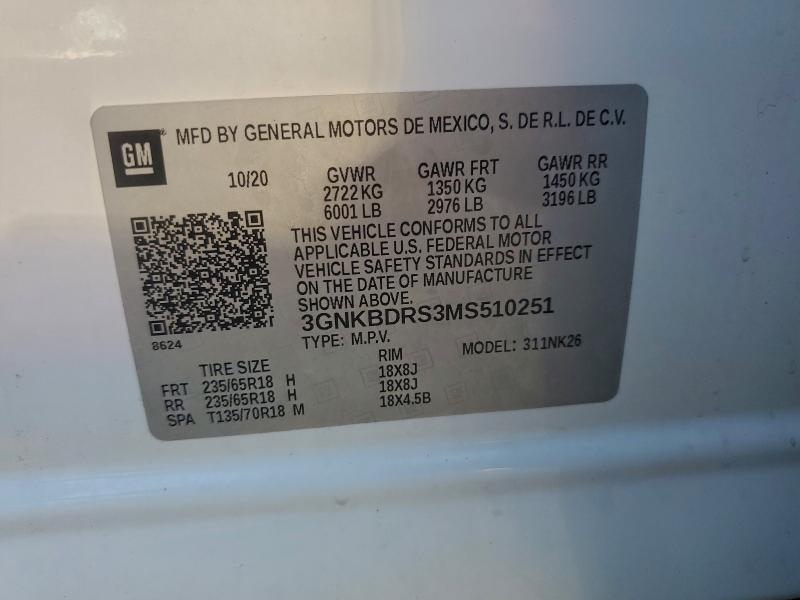 GM
MFD BY GENERAL MOTORS DE MEXICO, S. DE R.L. DE C.V.
10/20 GVWR GAWR FRT GAWR RR
2722 KG 1350 KG 1450 KG
6001 LB 2976 LB 3196 LB
THIS VEHICLE CONFORMS TO ALL
APPLICABLE U.S. FEDERAL MOTOR
VEHICLE SAFETY STANDARDS IN EFFECT
ON THE DATE OF MANUFACTURE
SHOWN ABOVE.
3GNKBDRS3MS510251
8624
TYPE: M.P.V. MODEL: 311NK26
TIRE SIZE RIM
FRT 235/65R18 H 18X8J
RR 235/65R18 H 18X8J
SPA T135/70R18 M 18X4.5B